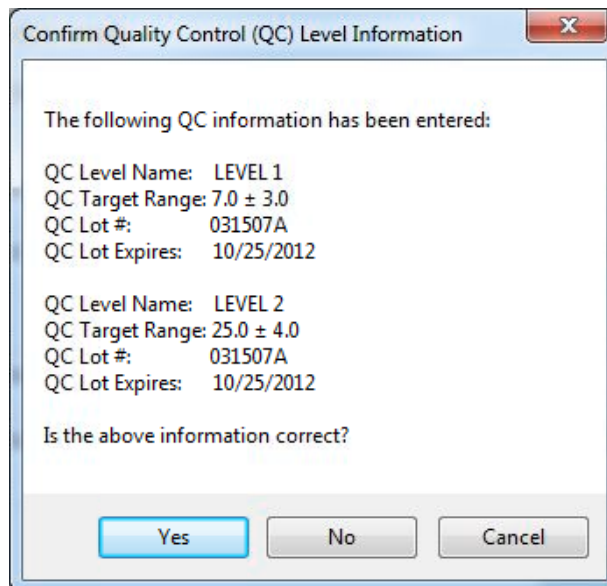 Confirm Quality Control (QC) Level Information
The following QC information has been entered:
QC Level Name: LEVEL 1
QC Target Range: 7.0 ± 3.0
QC Lot #: 031507A
QC Lot Expires: 10/25/2012
QC Level Name: LEVEL 2
QC Target Range: 25.0 ± 4.0
QC Lot #: 031507A
QC Lot Expires: 10/25/2012
Is the above information correct?
Yes No Cancel